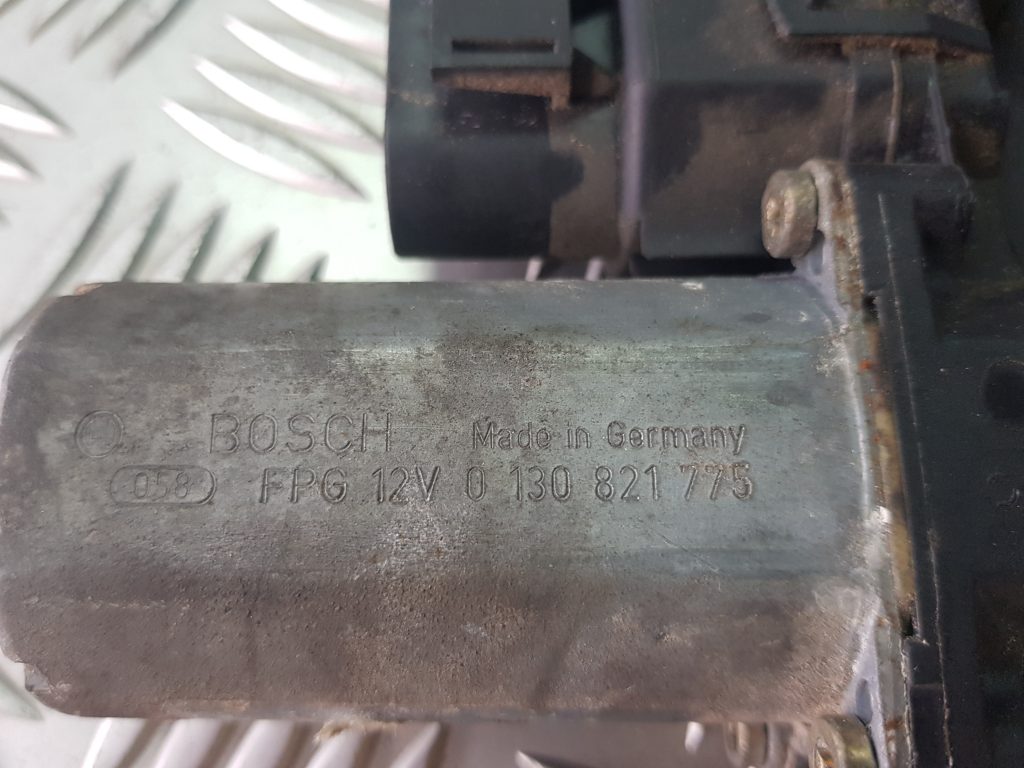 BOSCH Made in Germany
058 FPG 12V 0 130 821 775